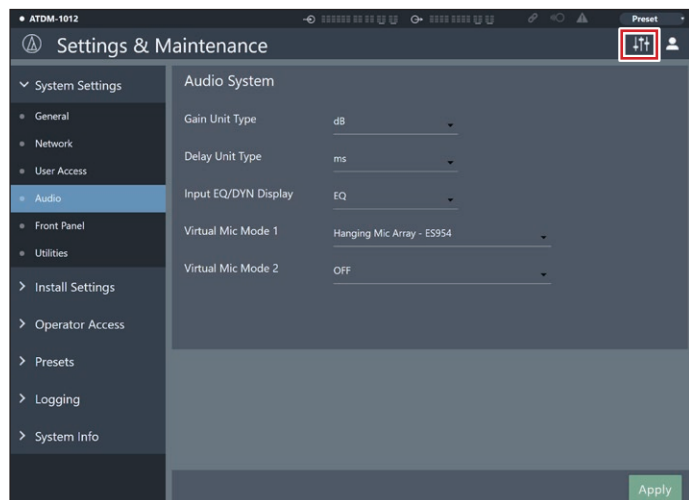 ATDM-1012
Preset
Settings & Maintenance
System Settings
General
Network
User Access
Audio
Front Panel
Utilities
Install Settings
Operator Access
Presets
Logging
System Info
Audio System
Gain Unit Type dB
Delay Unit Type ms
Input EQ/DYN Display EQ
Virtual Mic Mode 1 Hanging Mic Array - ES954
Virtual Mic Mode 2 OFF
Apply